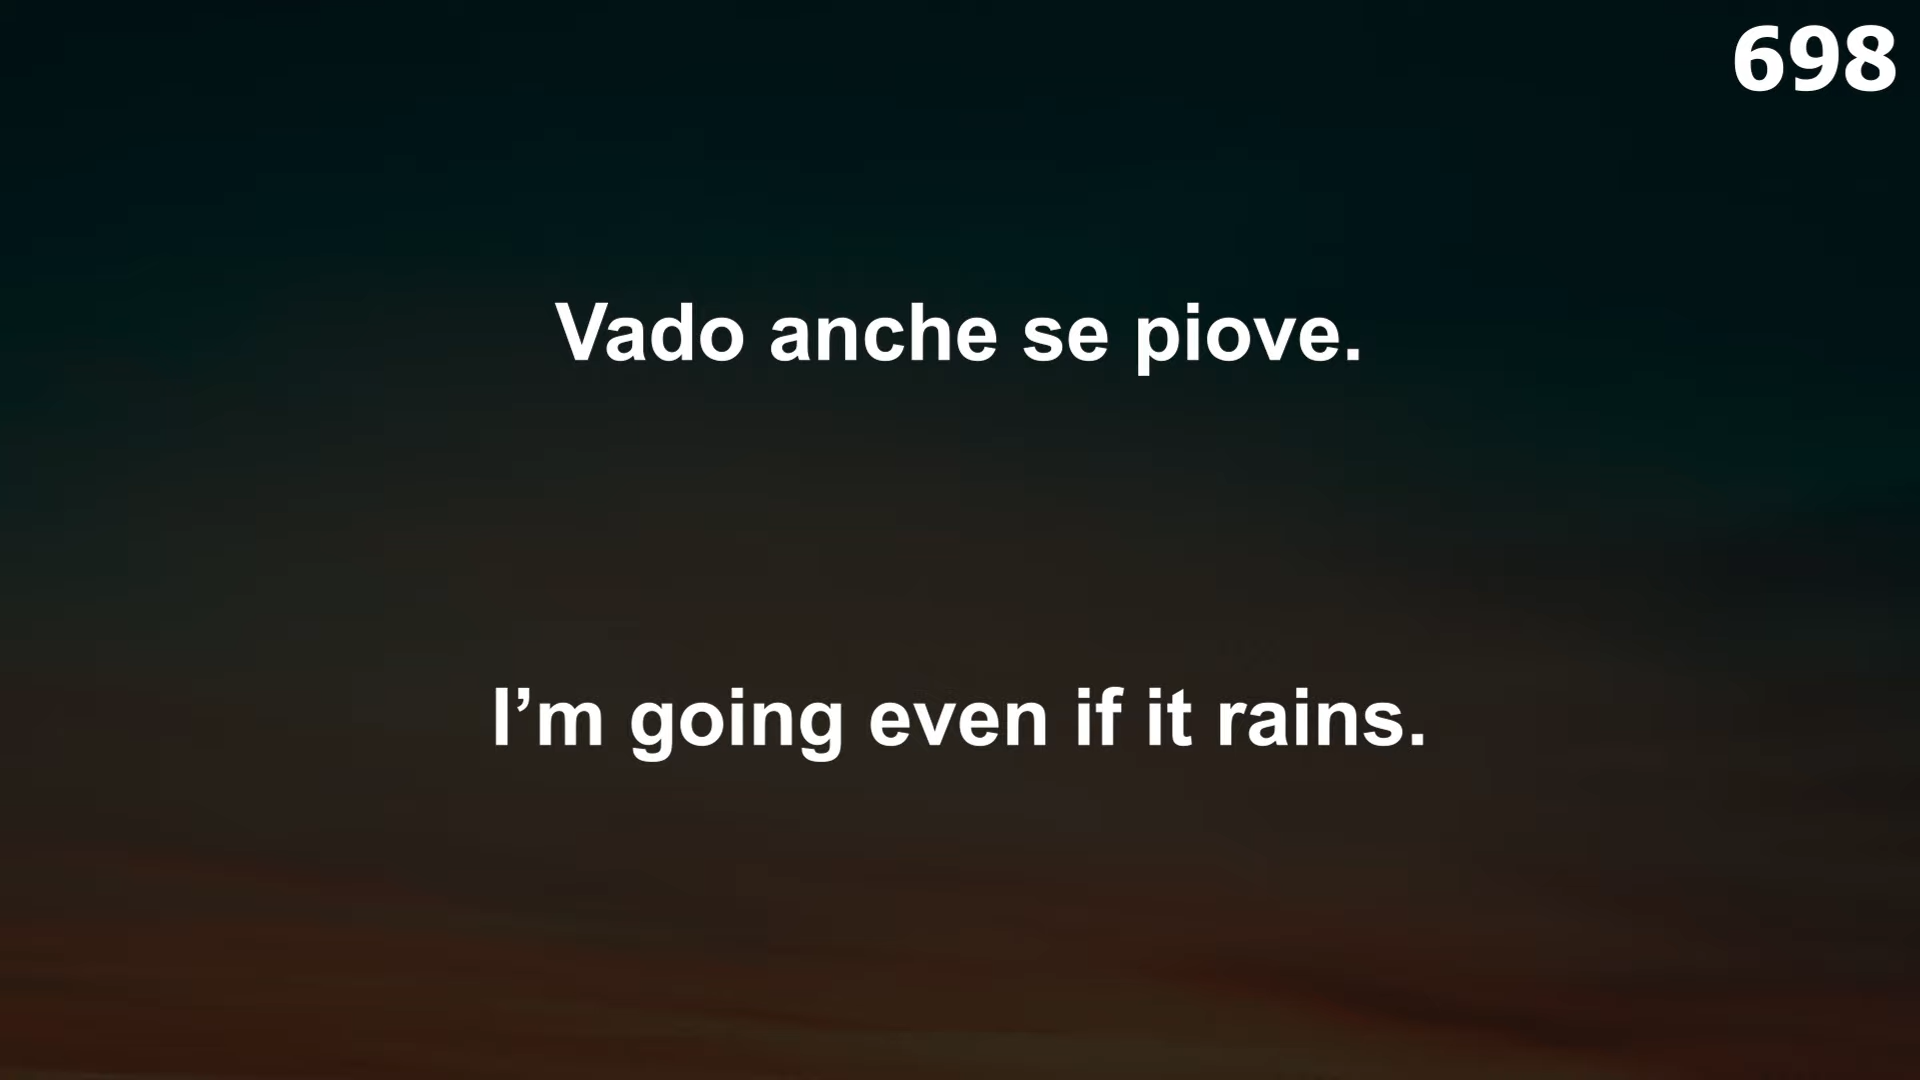 698
Vado anche se piove.
I’m going even if it rains.